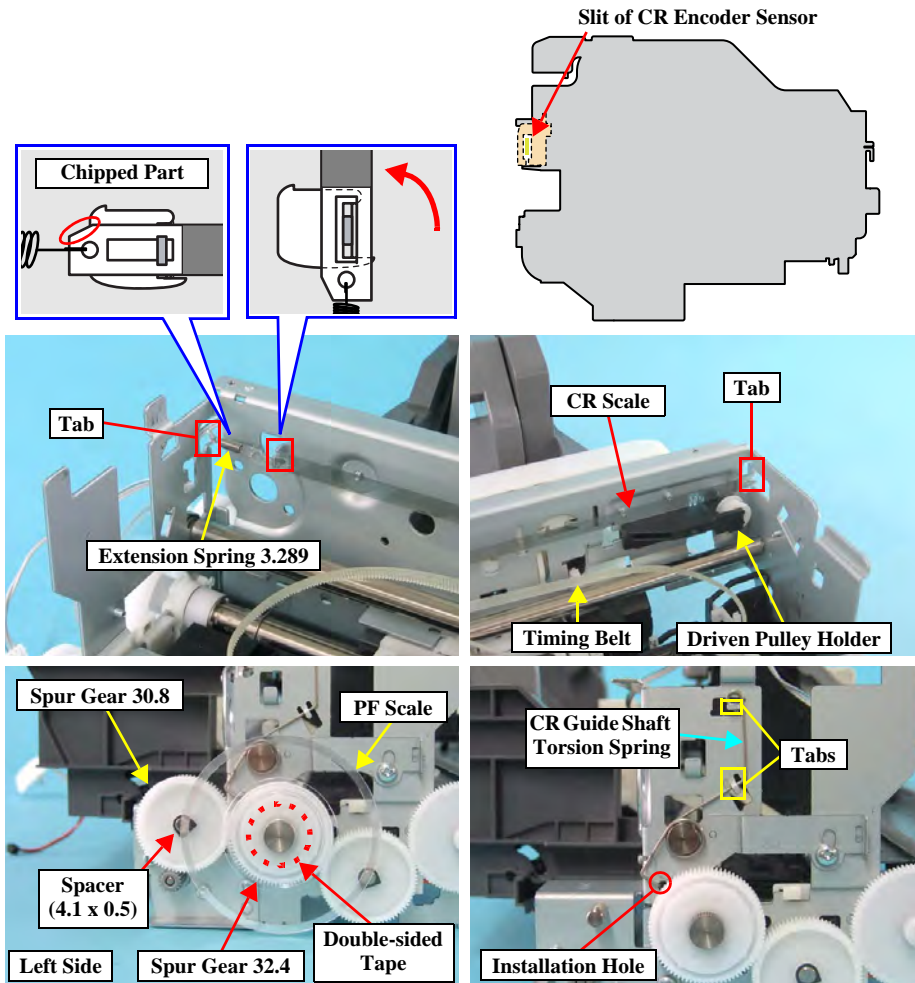 Slit of CR Encoder Sensor
Chipped Part
Tab
Extension Spring 3.289
CR Scale
Tab
Timing Belt
Driven Pulley Holder
Spur Gear 30.8
PF Scale
Spacer
(4.1 x 0.5)
Left Side
Spur Gear 32.4
Double-sided
Tape
CR Guide Shaft
Torsion Spring
Tabs
Installation Hole